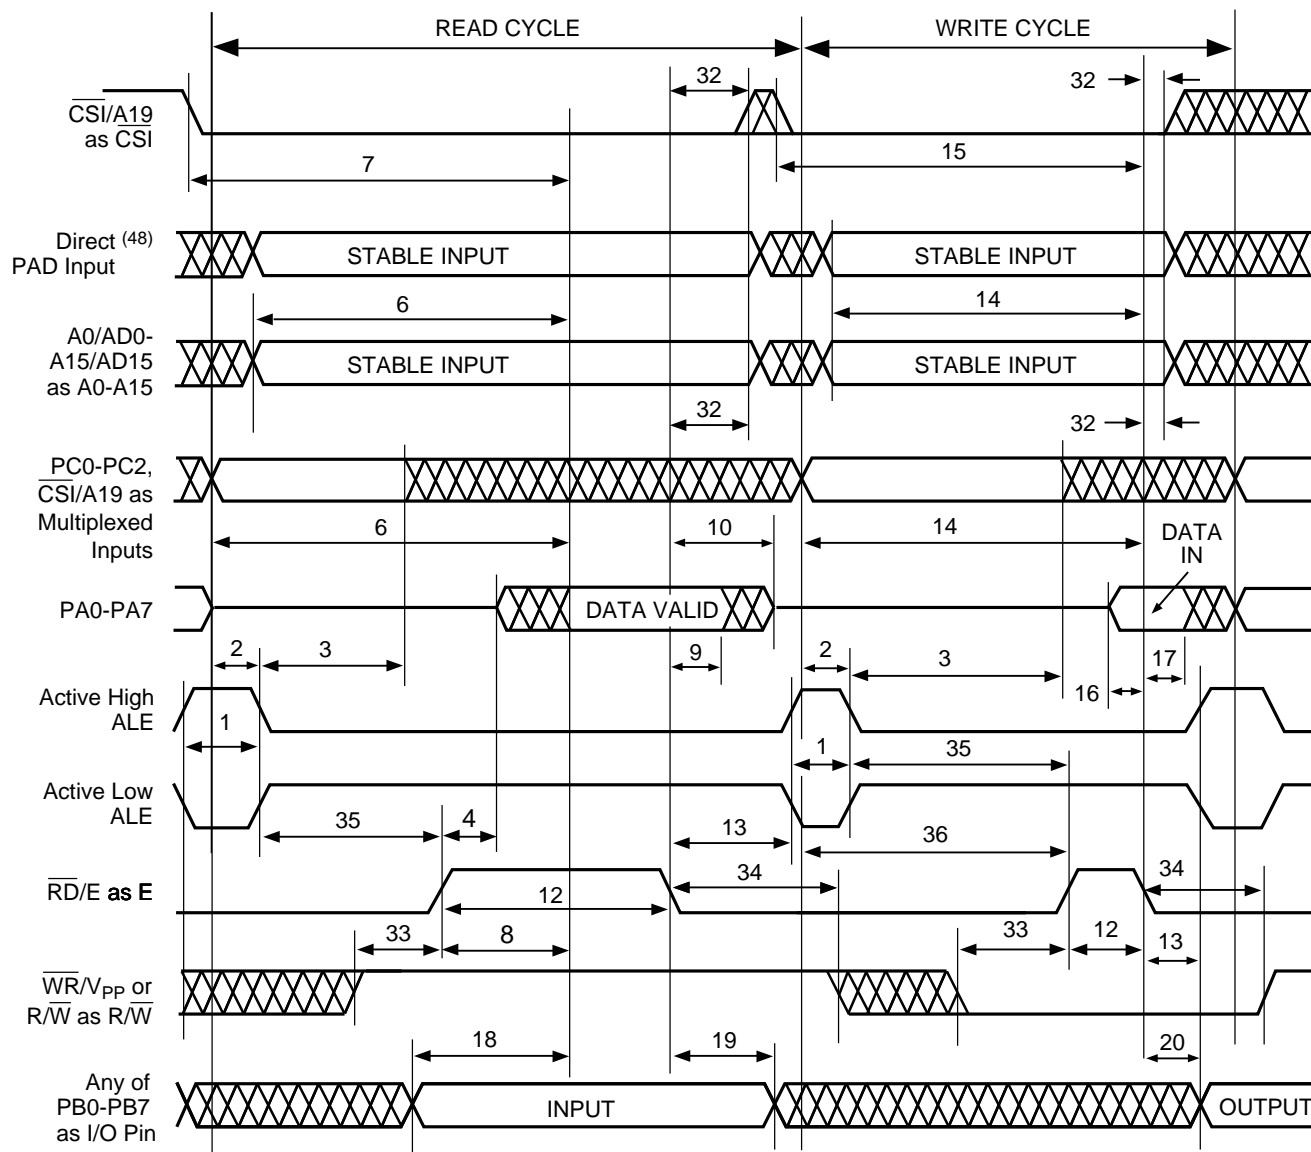 READ CYCLE
WRITE CYCLE
32
32
CSI/A19
as CSI
7
15
Direct (48)
PAD Input
STABLE INPUT
STABLE INPUT
6
14
A0/AD0-
A15/AD15
as A0-A15
STABLE INPUT
STABLE INPUT
32
32
PC0-PC2,
CSI/A19 as
Multiplexed
Inputs
6
10
14
DATA
IN
PA0-PA7
DATA VALID
2
3
9
2
3
17
16
Active High
ALE
1
1
35
Active Low
ALE
35
4
13
36
34
34
RD/E as E
12
33
8
33
12
13
WR/VPP or
R/W as R/W
18
19
20
Any of
PB0-PB7
as I/O Pin
INPUT
OUTPUT